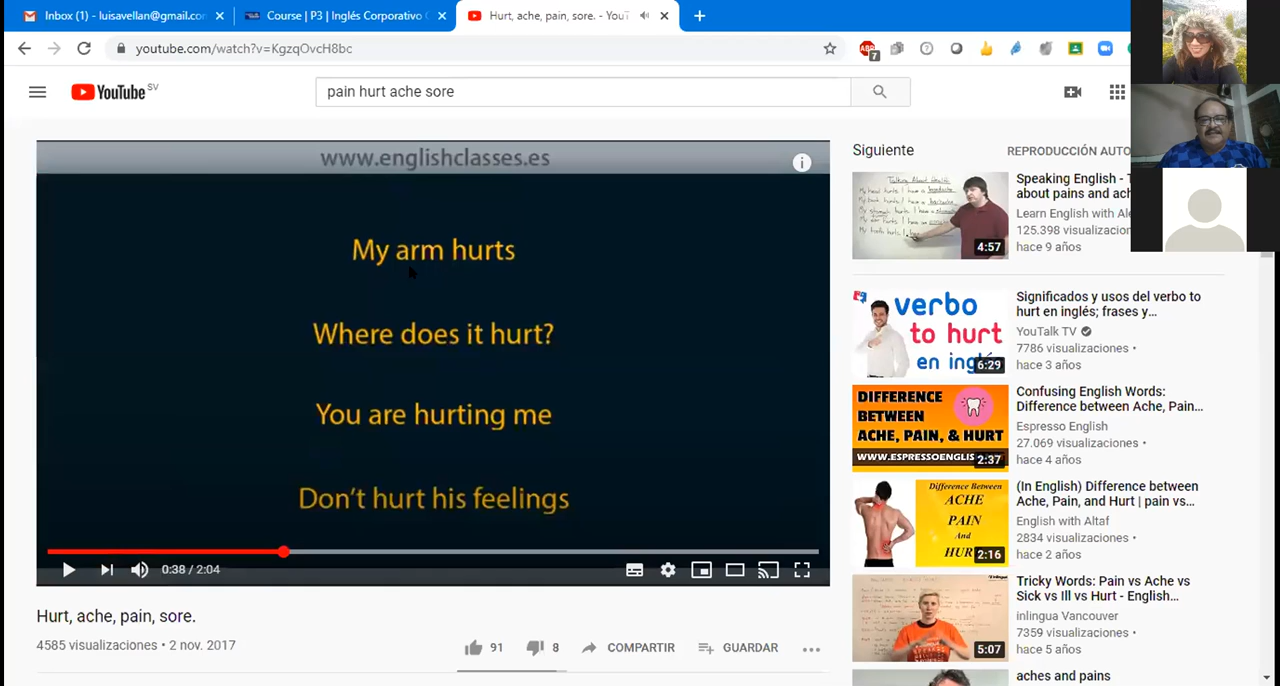 Inbox (1) - luisavellan@gmail.com
Course | P3 | Inglés Corporativo
Hurt, ache, pain, sore. - YouT
youtube.com/watch?v=KgzqOvcH8bc
7
YouTube SV
pain hurt ache sore
www.englishclasses.es
My arm hurts
Where does it hurt?
You are hurting me
Don't hurt his feelings
0:38 / 2:04
Hurt, ache, pain, sore.
4585 visualizaciones • 2 nov. 2017
91
8
COMPARTIR
GUARDAR
Siguiente
REPRODUCCIÓN AUTO
4:57
Speaking English - T
about pains and ach
Learn English with Ale
125.398 visualizacion
hace 9 años
verbo
to hurt
en inglés
6:29
Significados y usos del verbo to
hurt en inglés; frases y…
YouTalk TV
7786 visualizaciones •
hace 3 años
DIFFERENCE
BETWEEN
ACHE, PAIN, & HURT
WWW.ESPRESSOENGLIS
2:37
Confusing English Words:
Difference between Ache, Pain…
Espresso English
27.069 visualizaciones •
hace 4 años
Difference Between
ACHE
PAIN
And
HUR
2:16
(In English) Difference between
Ache, Pain, and Hurt | pain vs…
English with Altaf
2834 visualizaciones •
hace 2 años
5:07
Tricky Words: Pain vs Ache vs
Sick vs Ill vs Hurt - English…
inlingua Vancouver
7359 visualizaciones •
hace 5 años
aches and pains